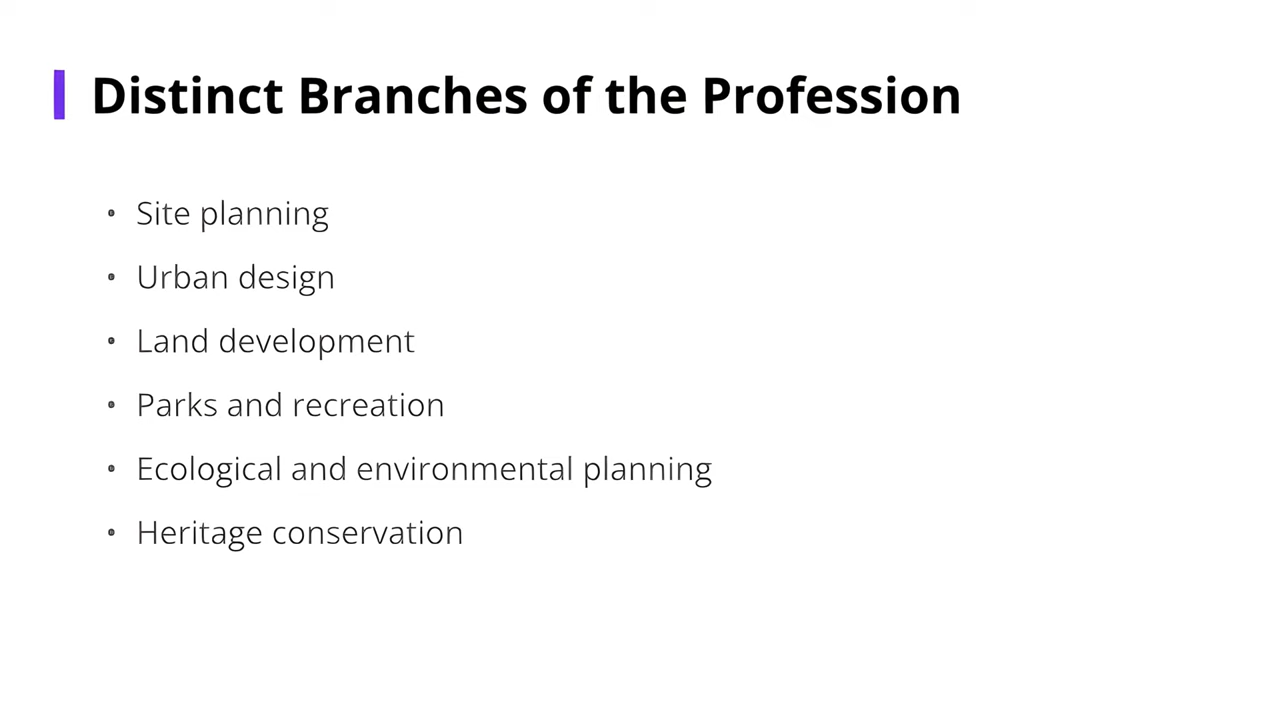 Distinct Branches of the Profession
• Site planning
• Urban design
• Land development
• Parks and recreation
• Ecological and environmental planning
• Heritage conservation